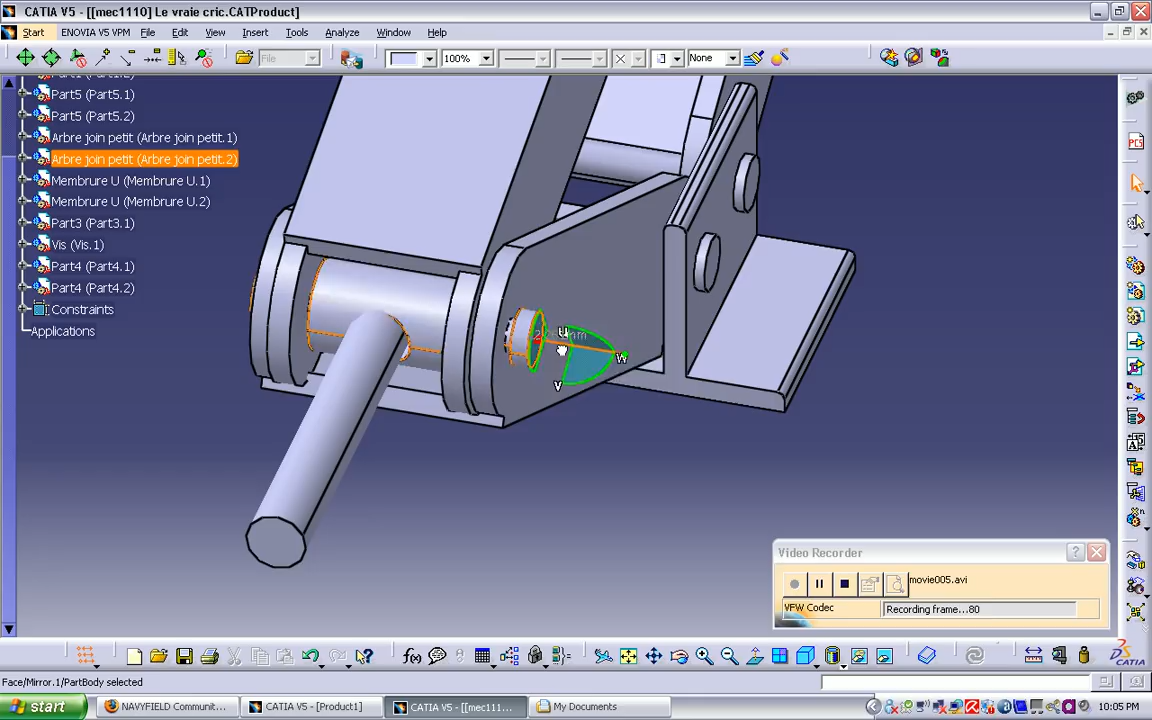 CATIA V5 - [[mec1110] Le vraie cric.CATProduct]
Start ENOVIA V5 VPM File Edit View Insert Tools Analyze Window Help
File 100% None
Part5 (Part5.1)
Part5 (Part5.2)
Arbre join petit (Arbre join petit.1)
Arbre join petit (Arbre join petit.2)
Membrure U (Membrure U.1)
Membrure U (Membrure U.2)
Part3 (Part3.1)
Vis (Vis.1)
Part4 (Part4.1)
Part4 (Part4.2)
Constraints
Applications
U
W
V
PCS
Video Recorder
movie005.avi
VFW Codec Recording frame...80
f(x)
CATIA
Face/Mirror.1/PartBody selected
start NAVYFIELD Communit... CATIA V5 - [Product1] CATIA V5 - [[mec111... My Documents 10:05 PM